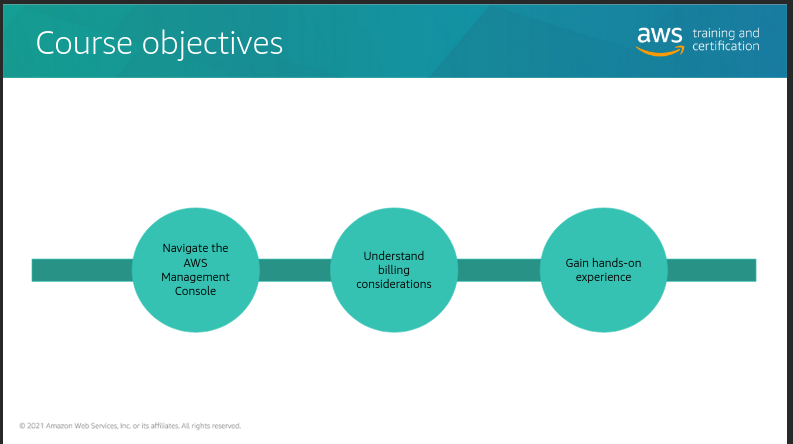 Course objectives
aws training and
certification
Navigate the
AWS
Management
Console
Understand
billing
considerations
Gain hands-on
experience
© 2021 Amazon Web Services, Inc. or its affiliates. All rights reserved.